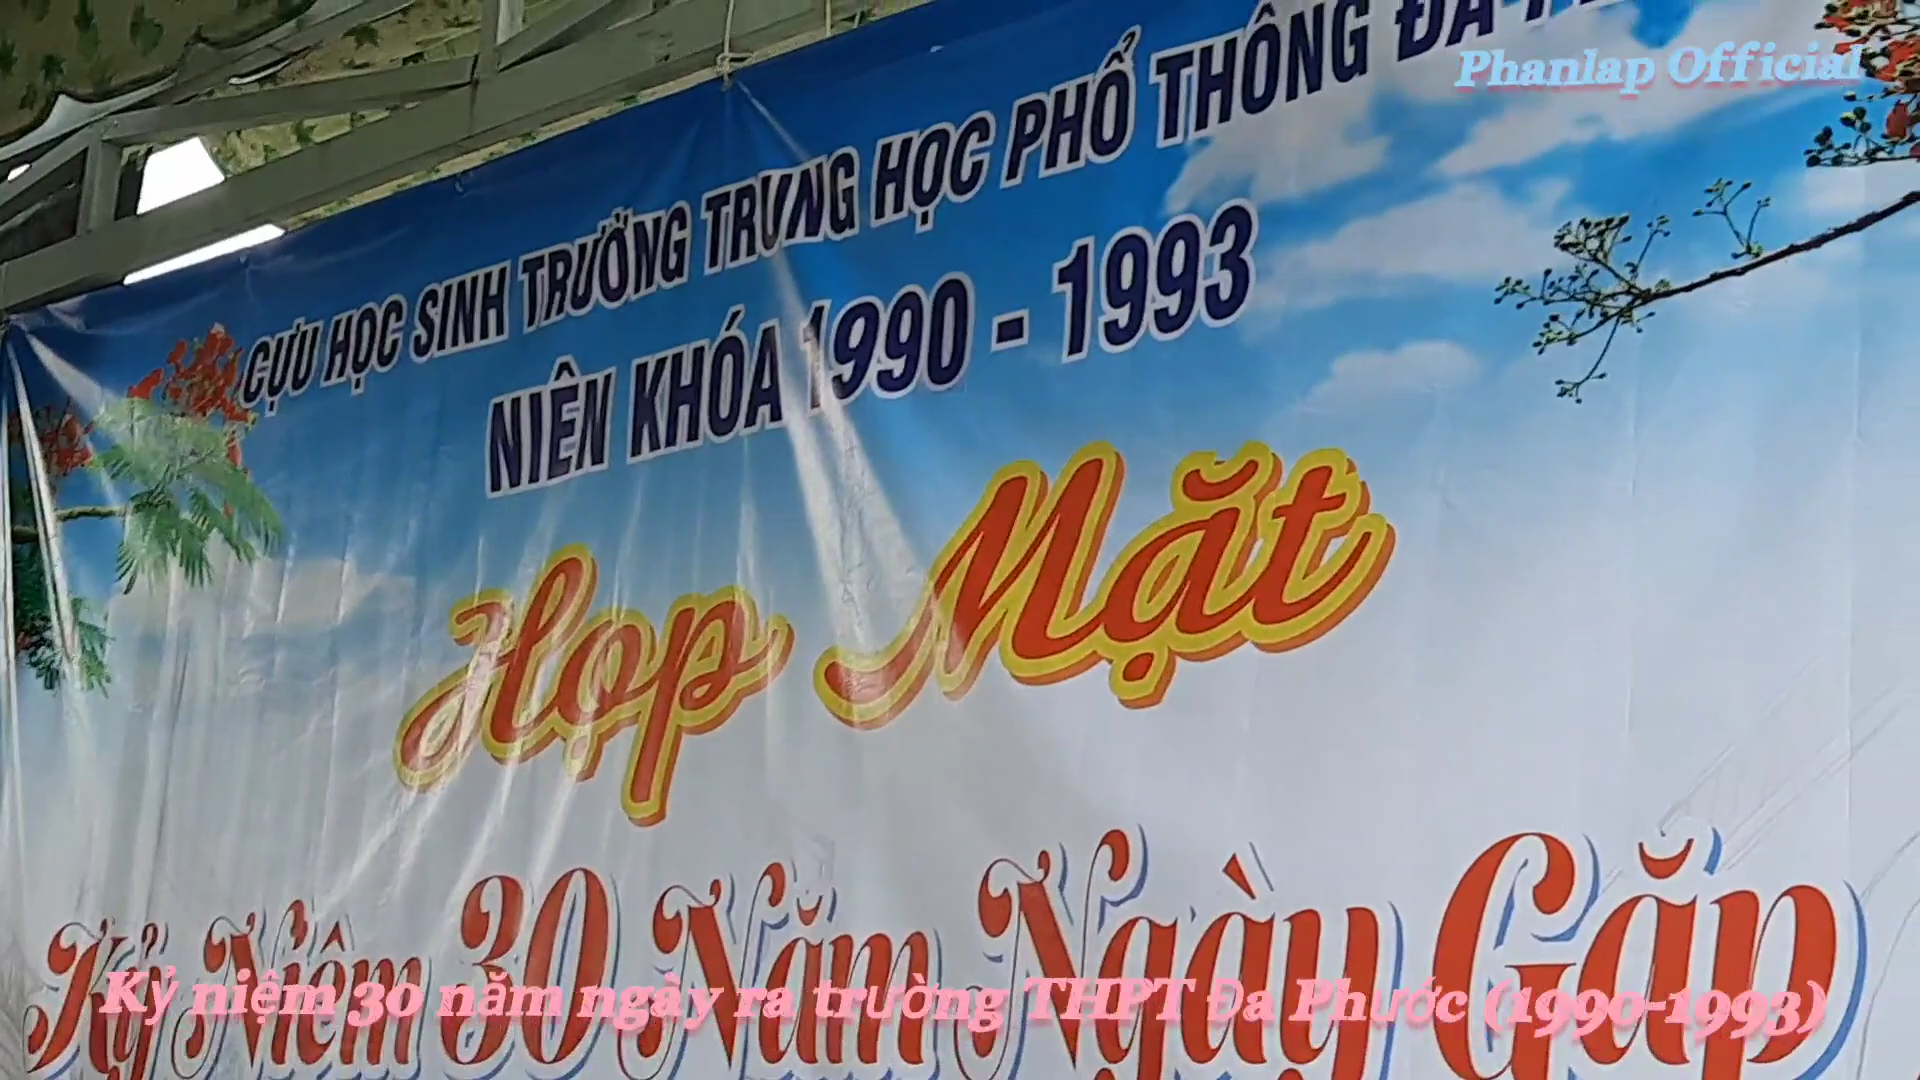 Phanlap Official
CỰU HỌC SINH TRƯỜNG TRUNG HỌC PHỔ THÔNG ĐA
NIÊN KHÓA 1990 - 1993
Họp Mặt
Kỷ Niệm 30 Năm Ngày Gặp
Kỷ niệm 30 năm ngày ra trường THPT Đa Phước (1990-1993)